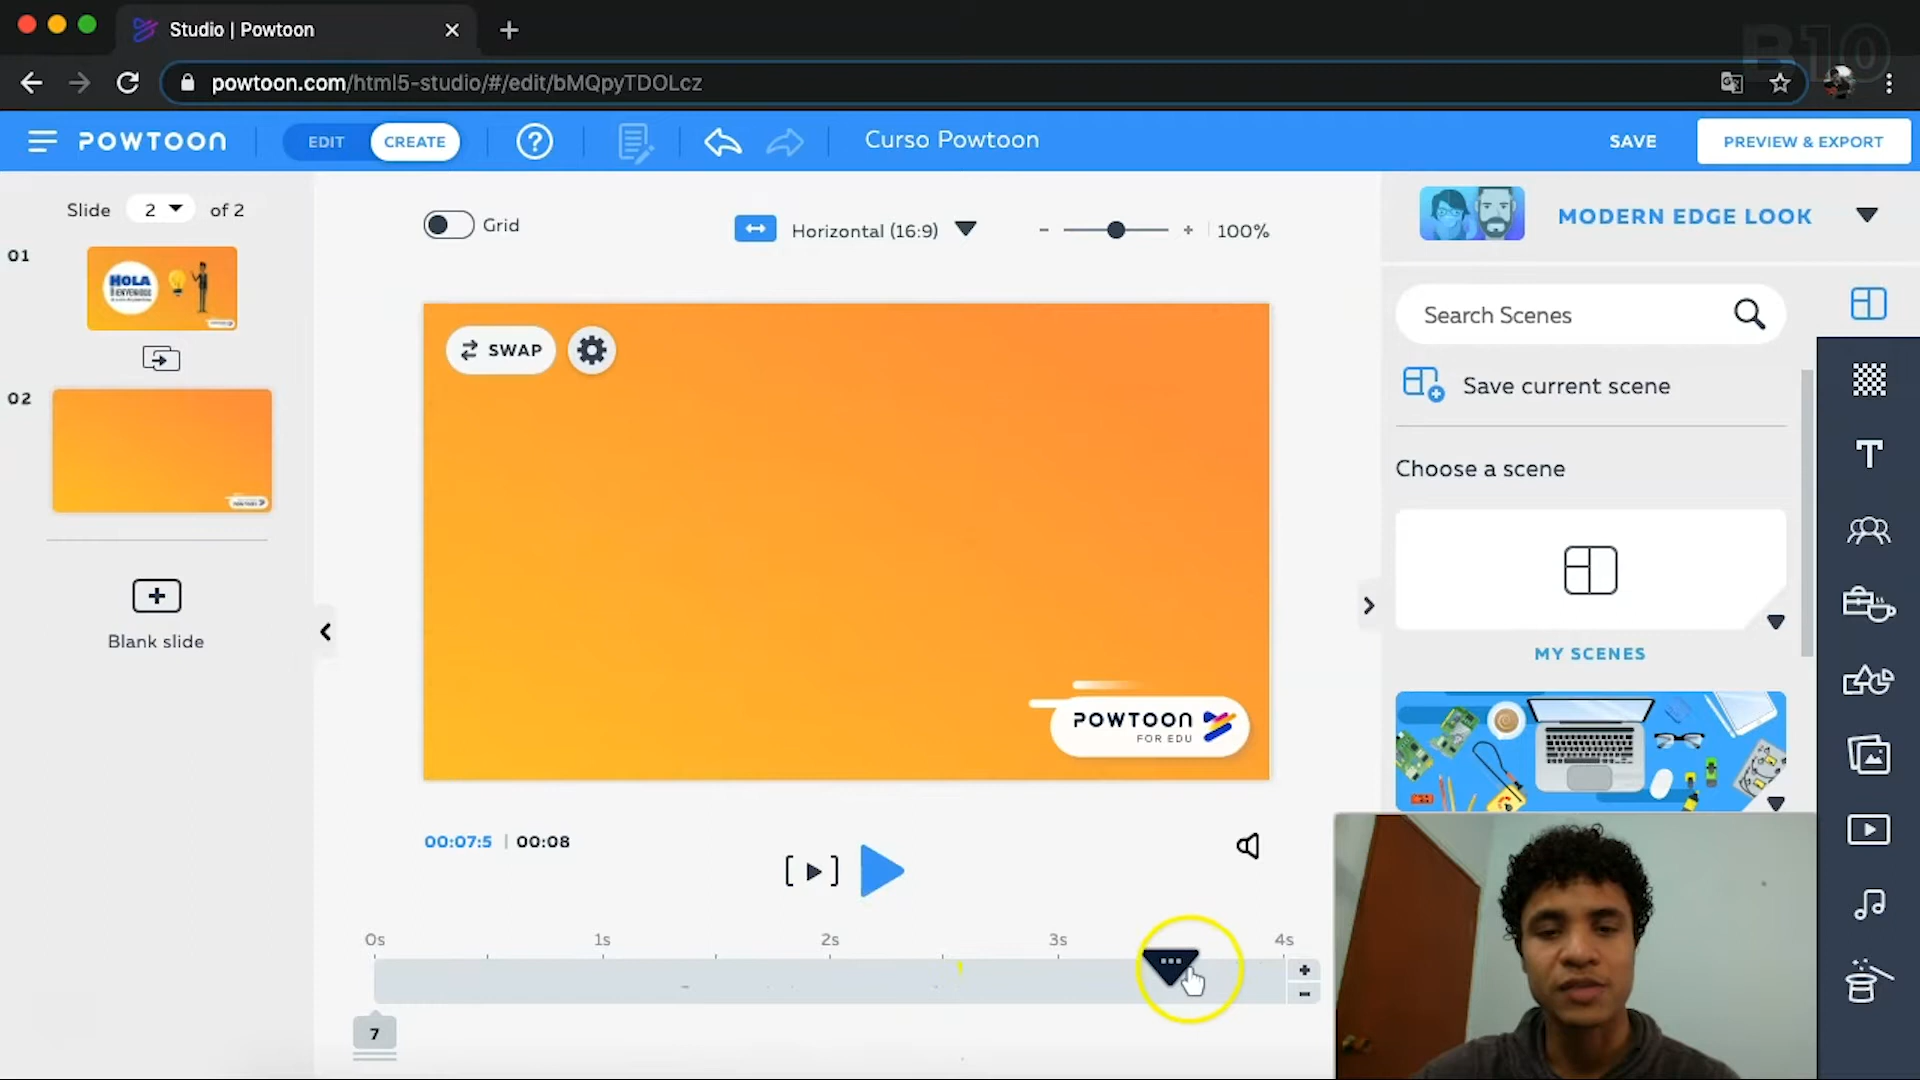 Studio | Powtoon
B10
powtoon.com/html5-studio/#/edit/bMQpyTDOLcz
POWTOON
EDIT
CREATE
Curso Powtoon
SAVE
PREVIEW & EXPORT
Slide 2 of 2
Grid
Horizontal (16:9)
- + 100%
MODERN EDGE LOOK
01
HOLA
BIENVENIDOS
02
Blank slide
SWAP
POWTOON
FOR EDU
Search Scenes
Save current scene
Choose a scene
MY SCENES
00:07:5 | 00:08
0s 1s 2s 3s 4s
7